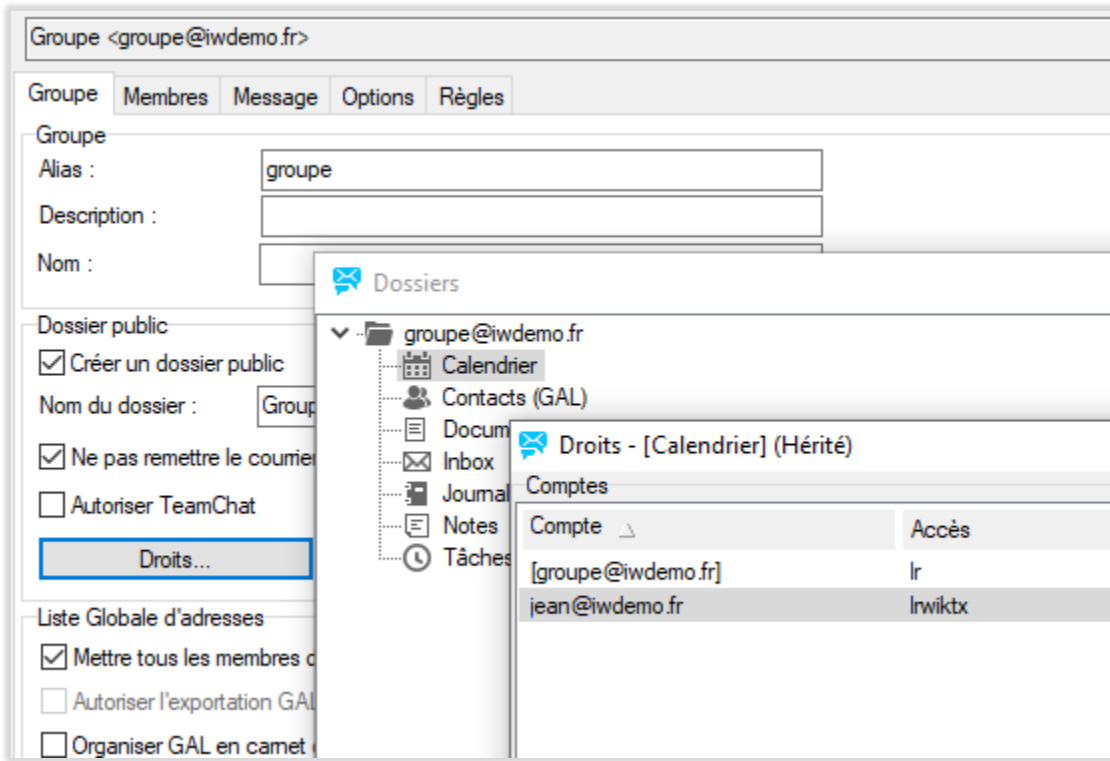 Groupe <groupe@iwdemo.fr>
Groupe Membres Message Options Règles
Groupe
Alias : groupe
Description :
Nom :
Dossiers
Dossier public
groupe@iwdemo.fr
Créer un dossier public
Calendrier
Nom du dossier : Group
Contacts (GAL)
Docum
Ne pas remettre le courrie
Inbox
Droits - [Calendrier] (Hérité)
Journal
Comptes
Autoriser TeamChat
Notes
Compte Accès
Droits...
Tâches
[groupe@iwdemo.fr] lr
jean@iwdemo.fr lrwiktx
Liste Globale d'adresses
Mettre tous les membres d
Autoriser l'exportation GAL
Organiser GAL en carnet